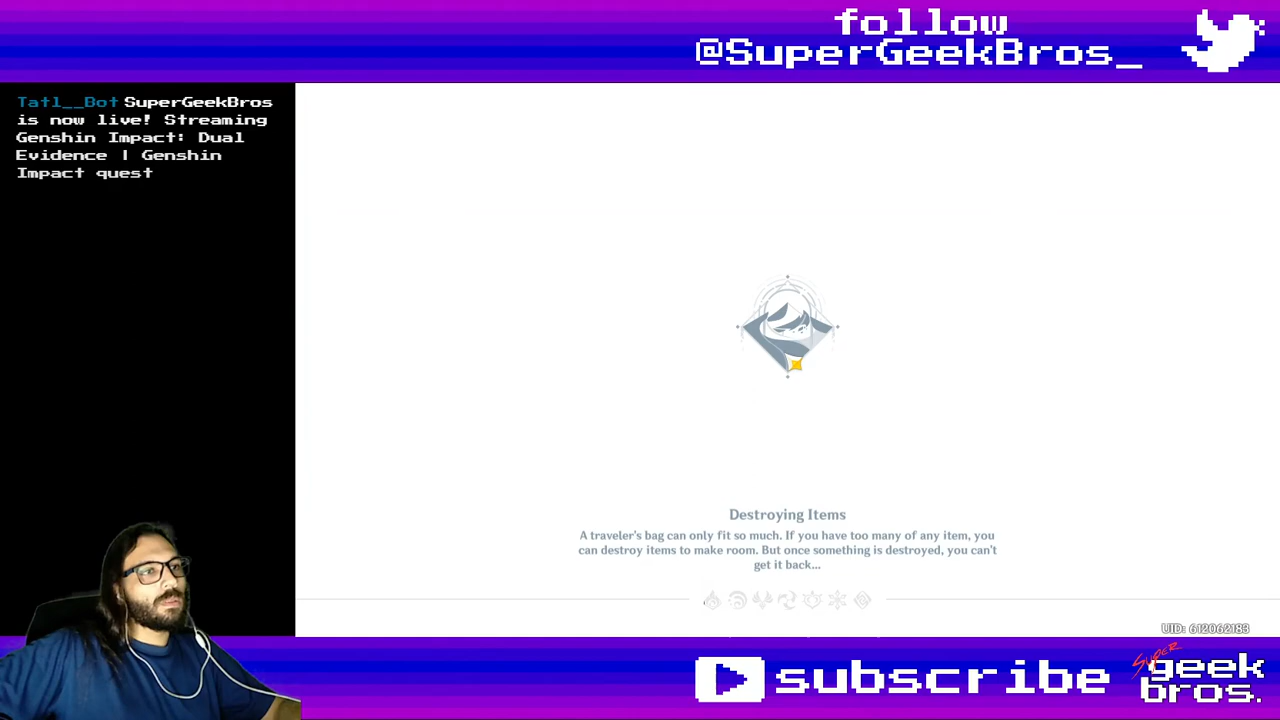 follow
@SuperGeekBros_
Tatl__Bot SuperGeekBros
is now live! Streaming
Genshin Impact: Dual
Evidence | Genshin
Impact quest
Destroying Items
A traveler's bag can only fit so much. If you have too many of any item, you
can destroy items to make room. But once something is destroyed, you can't
get it back...
UID: 612062183
subscribe
SUPER
geek
bros.